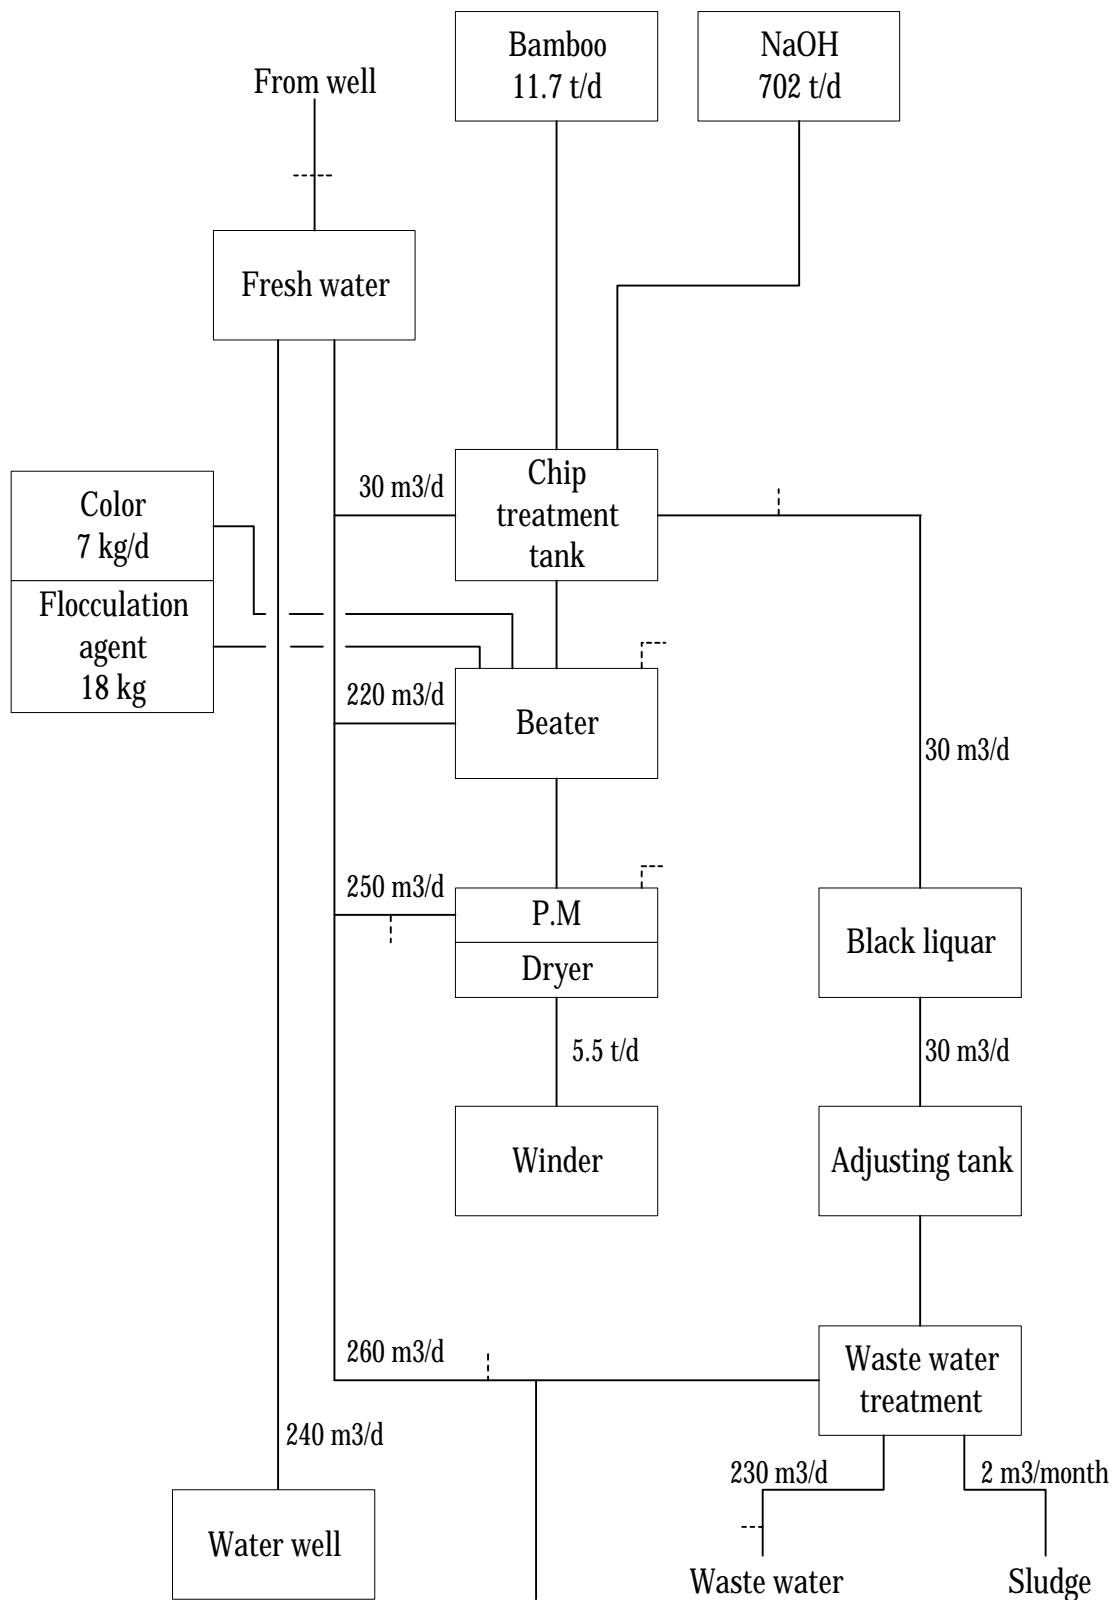 Bamboo
11.7 t/d
NaOH
702 t/d
From well
Fresh water
30 m3/d
Chip
treatment
tank
Color
7 kg/d
Flocculation
agent
18 kg
220 m3/d
Beater
30 m3/d
250 m3/d
P.M
Dryer
Black liquar
5.5 t/d
30 m3/d
Winder
Adjusting tank
260 m3/d
Waste water
treatment
240 m3/d
230 m3/d
2 m3/month
Water well
Waste water
Sludge